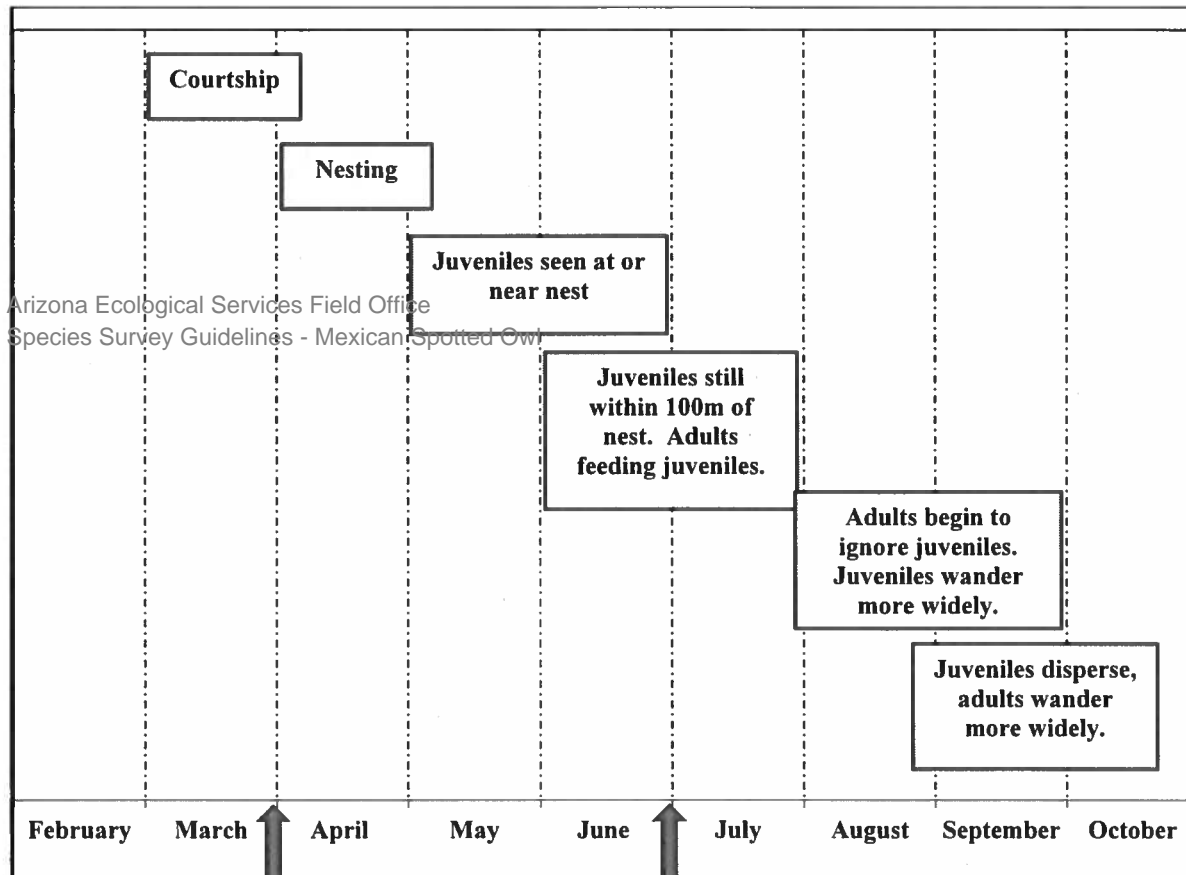 Courtship
Nesting
Juveniles seen at or
near nest
Arizona Ecological Services Field Office
Species Survey Guidelines - Mexican Spotted Owl
Juveniles still
within 100m of
nest. Adults
feeding juveniles.
Adults begin to
ignore juveniles.
Juveniles wander
more widely.
Juveniles disperse,
adults wander
more widely.
February March April May June July August September October